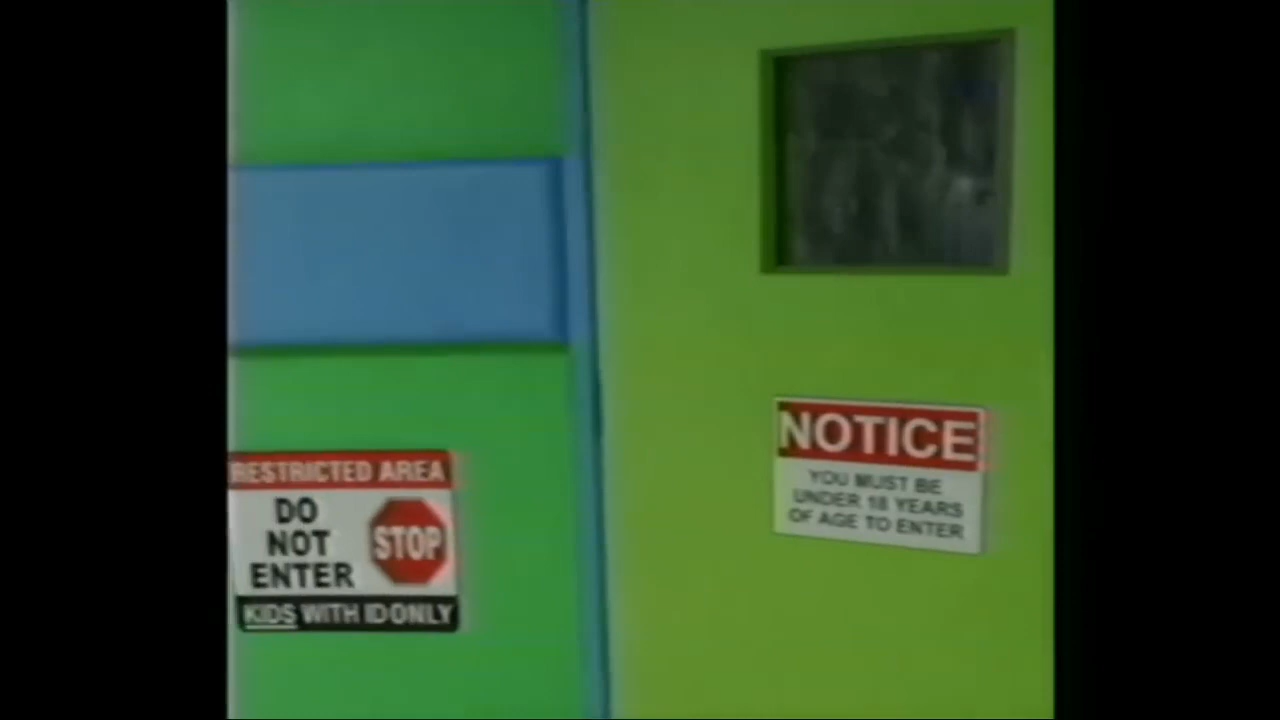 RESTRICTED AREA
DO
NOT
ENTER
STOP
KIDS WITH ID ONLY
NOTICE
YOU MUST BE
UNDER 18 YEARS
OF AGE TO ENTER